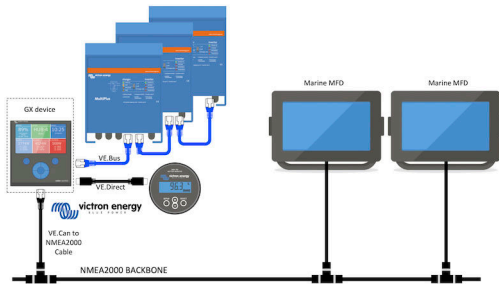 GX device
MultiPlus
VE.Bus
VE.Direct
victron energy
BLUE POWER
VE.Can to
NMEA2000
Cable
NMEA2000 BACKBONE
Marine MFD
Marine MFD